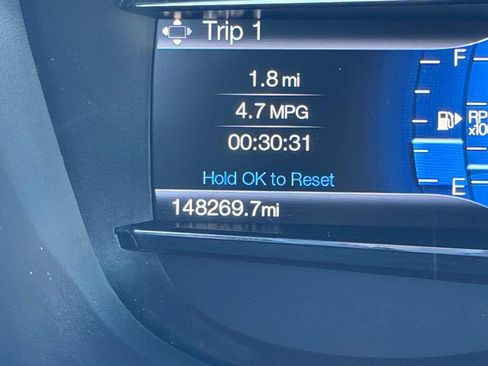 Trip 1
1.8 mi
F
4.7 MPG
00:30:31
Hold OK to Reset
E
148269.7mi